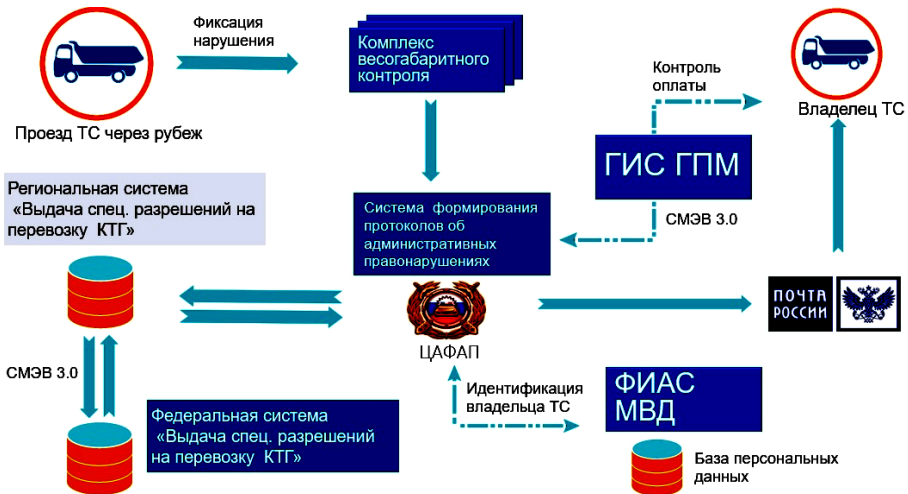 Фиксация
нарушения
Проезд ТС через рубеж
Комплекс
весогабаритного
контроля
Контроль
оплаты
Владелец ТС
ГИС ГПМ
СМЭВ 3.0
Региональная система
«Выдача спец. разрешений на
перевозку КТГ»
Система формирования
протоколов об
административных
правонарушениях
ЦАФАП
ПОЧТА
РОССИИ
СМЭВ 3.0
Федеральная система
«Выдача спец. разрешений
на перевозку КТГ»
Идентификация
владельца ТС
ФИАС
МВД
База персональных
данных